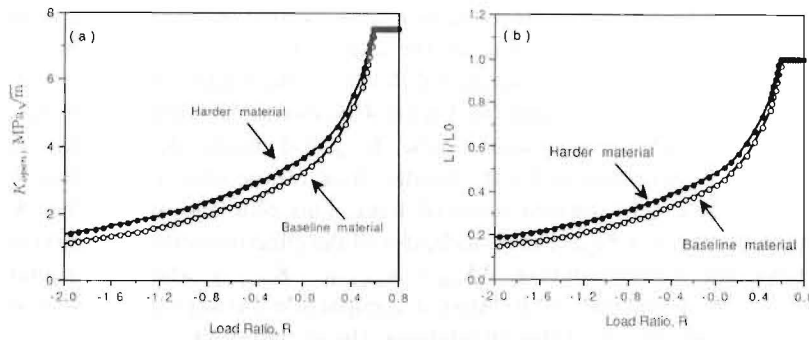 ( a )
8
6
4
2
0
K_open, MPa√m
Harder material
Baseline material
-2.0 -1.6 -1.2 -0.8 -0.4 -0.0 0.4 0.8
Load Ratio, R
( b )
1.2
1.0
0.8
0.6
0.4
0.2
0.0
LI/L0
Harder material
Baseline material
-2.0 -1.6 -1.2 -0.8 -0.4 -0.0 0.4 0.8
Load Ratio, R